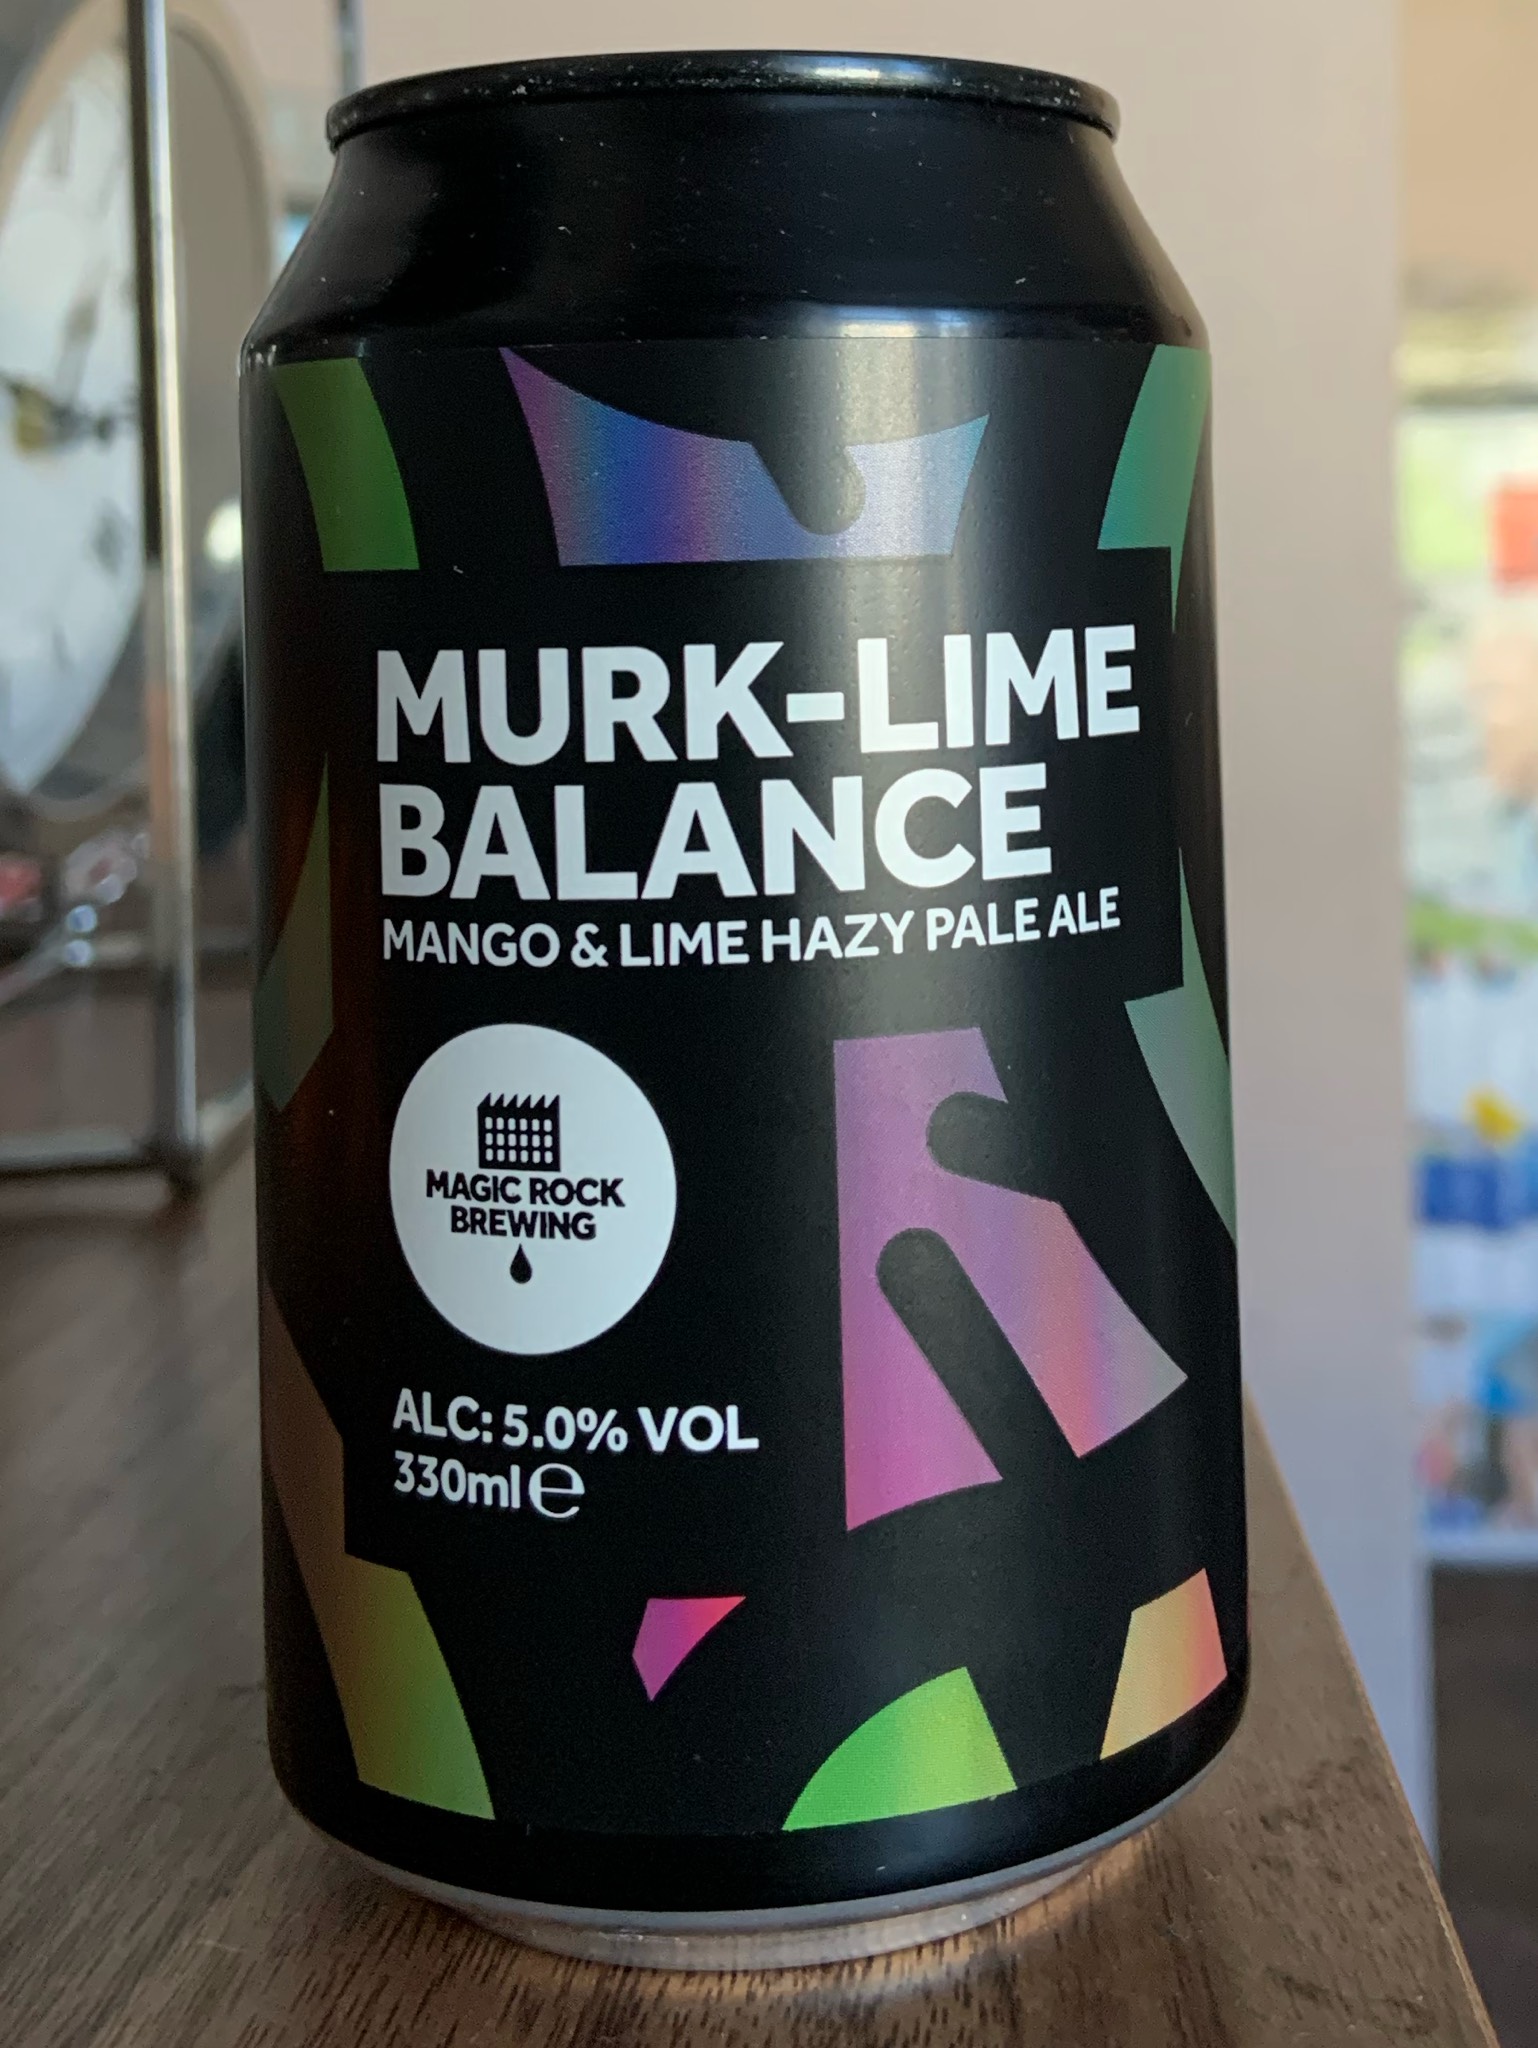 MURK-LIME
BALANCE
MANGO & LIME HAZY PALE ALE
MAGIC ROCK
BREWING
ALC: 5.0% VOL
330ml ℮